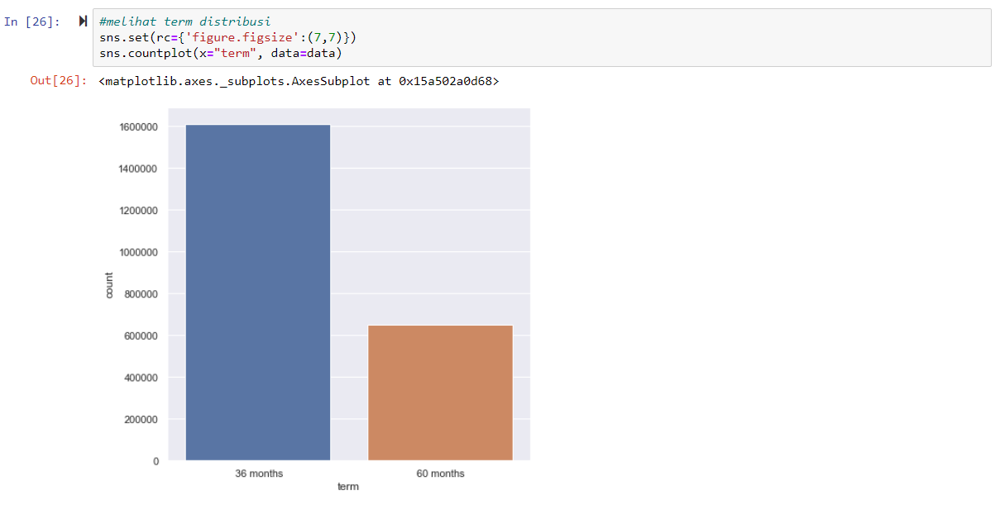 In [26]:
#melihat term distribusi
sns.set(rc={'figure.figsize':(7,7)})
sns.countplot(x="term", data=data)
Out[26]: <matplotlib.axes._subplots.AxesSubplot at 0x15a502a0d68>
1600000
1400000
1200000
1000000
800000
600000
400000
200000
0
count
36 months 60 months
term